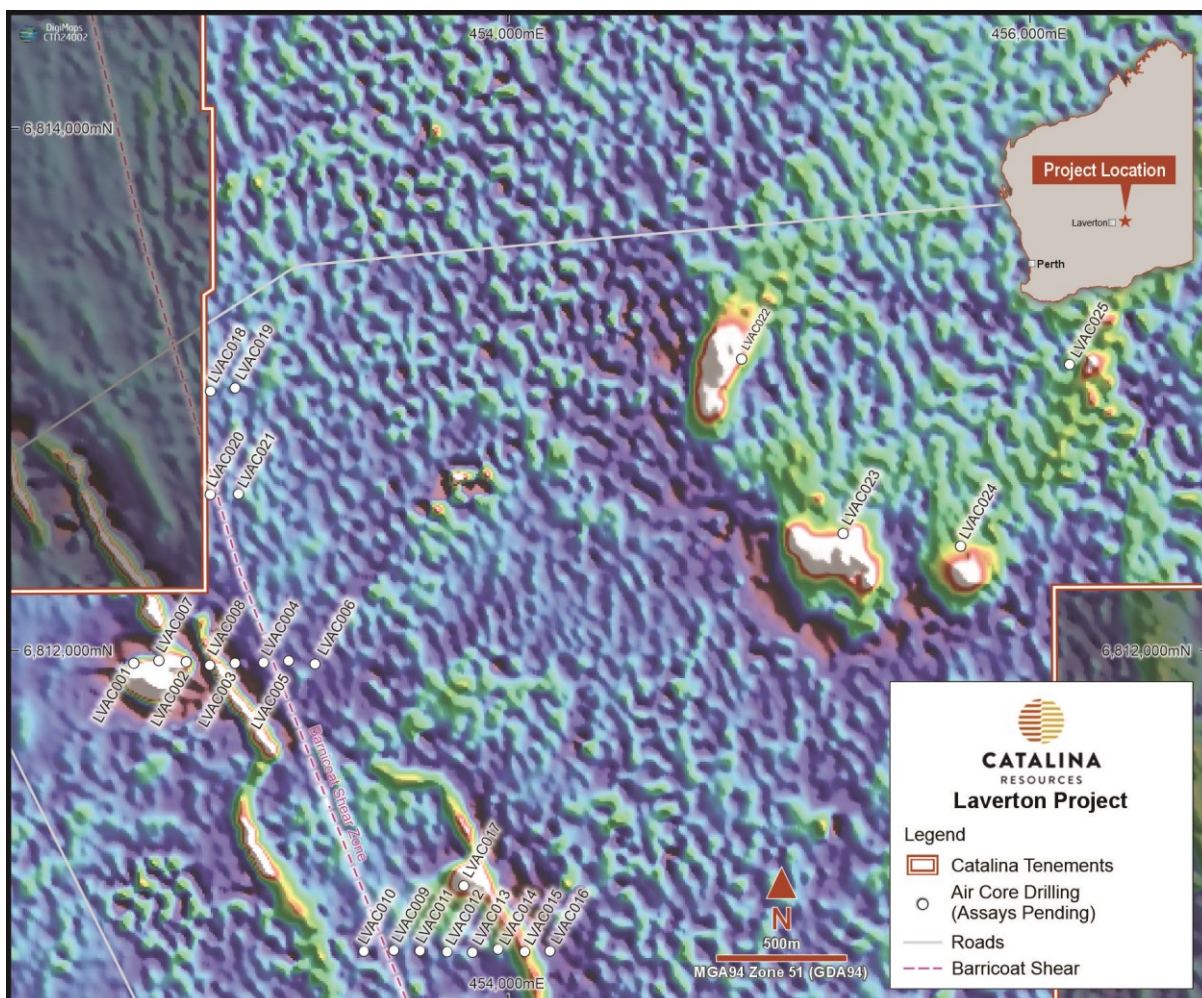 DigiMaps
CTN24002
454,000mE
456,000mE
6,814,000mN
Project Location
Laverton
Perth
LVAC018
LVAC019
LVAC022
LVAC025
LVAC020
LVAC021
LVAC023
LVAC024
LVAC007
LVAC008
LVAC004
LVAC006
6,812,000mN
6,812,000mN
LVAC001
LVAC002
LVAC003
LVAC005
Barnicoat Shear Zone
LVAC017
LVAC010
LVAC009
LVAC011
LVAC012
LVAC013
LVAC014
LVAC015
LVAC016
454,000mE
N
500m
MGA94 Zone 51 (GDA94)
CATALINA
RESOURCES
Laverton Project
Legend
Catalina Tenements
Air Core Drilling
(Assays Pending)
Roads
Barricoat Shear